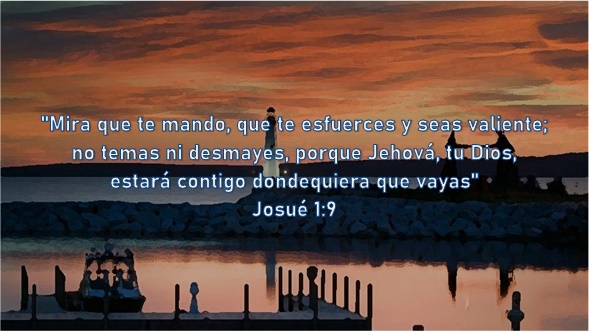 "Mira que te mando, que te esfuerces y seas valiente;
no temas ni desmayes, porque Jehová, tu Dios,
estará contigo dondequiera que vayas"
Josué 1:9